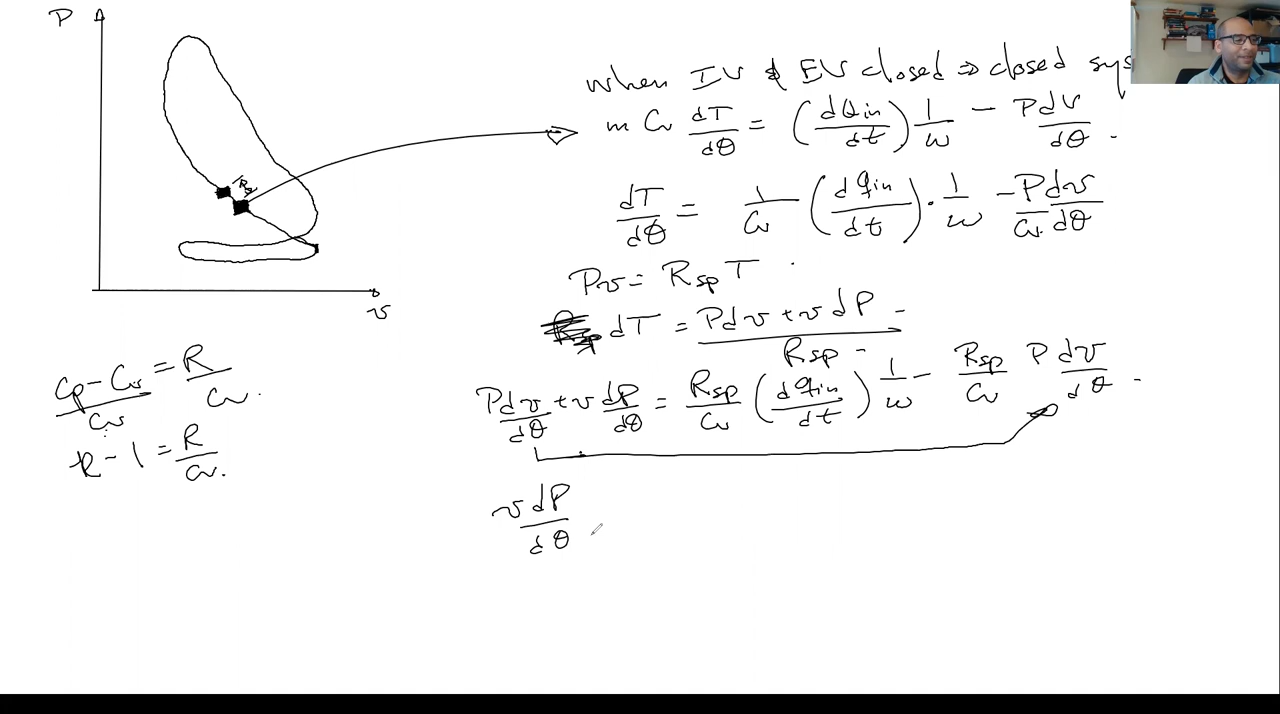 P
v
when IV & EV closed ⇒ closed sys
m Cv dT/dθ = (dQin/dt) 1/ω − P dV/dθ .
dT/dθ = 1/Cv (dqin/dt) · 1/ω − P/Cv dv/dθ
Pv = Rsp T
dT = (Pdv + v dP)/Rsp
P dv/dθ + v dP/dθ = Rsp/Cv (dqin/dt) 1/ω − Rsp/Cv P dv/dθ .
v dP/dθ
(Cp − Cv)/Cv = R/Cv .
k − 1 = R/Cv .